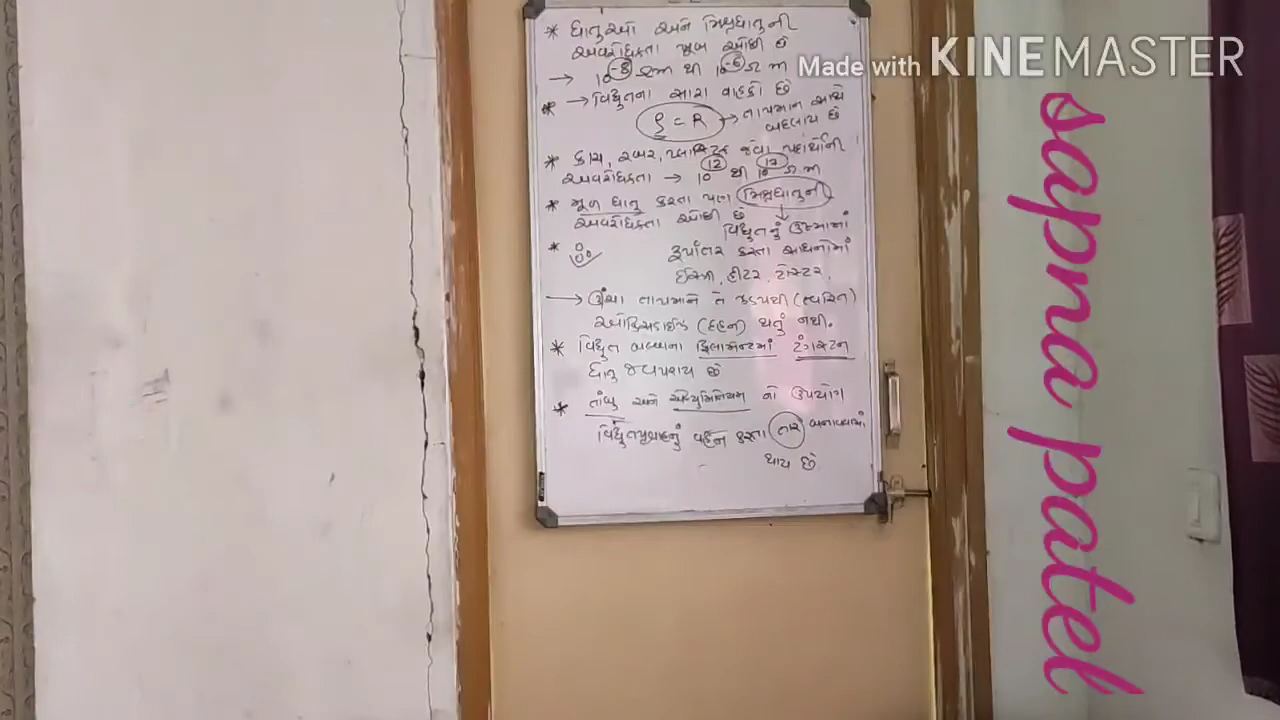 * ધાતુઓ અને મિશ્રધાતુની
અવરોધકતા ખૂબ ઓછી છે
→ 10⁻⁸ Ωm થી 10⁻⁶ Ωm
* → વિદ્યુતના સારા વાહકો છે
ρ = R → તાપમાન સાથે
બદલાય છે
* કાચ, રબર, પ્લાસ્ટિક જેવા પદાર્થોની
અવરોધકતા → 10¹² થી 10¹⁷ Ωm
* મૂળ ધાતુ કરતા પણ મિશ્રધાતુની
અવરોધકતા ઓછી છે
↓
વિદ્યુતનું ઉષ્માનાં
* રૂપાંતર કરતા સાધનોમાં
ઈસ્ત્રી, હીટર, ટોસ્ટર,
→ ઊંચા તાપમાને તે ઝડપથી (ત્વરિત)
ઓક્સિડાઈઝ (દહન) થતું નથી.
* વિદ્યુત બલ્બના ફિલામેન્ટમાં ટંગસ્ટન
ધાતુ જ વપરાય છે
* તાંબુ અને એલ્યુમિનિયમ નો ઉપયોગ
વિદ્યુતપ્રવાહનું વહન કરતા તાર બનાવવામાં
થાય છે
Made with KINEMASTER
sapna patel